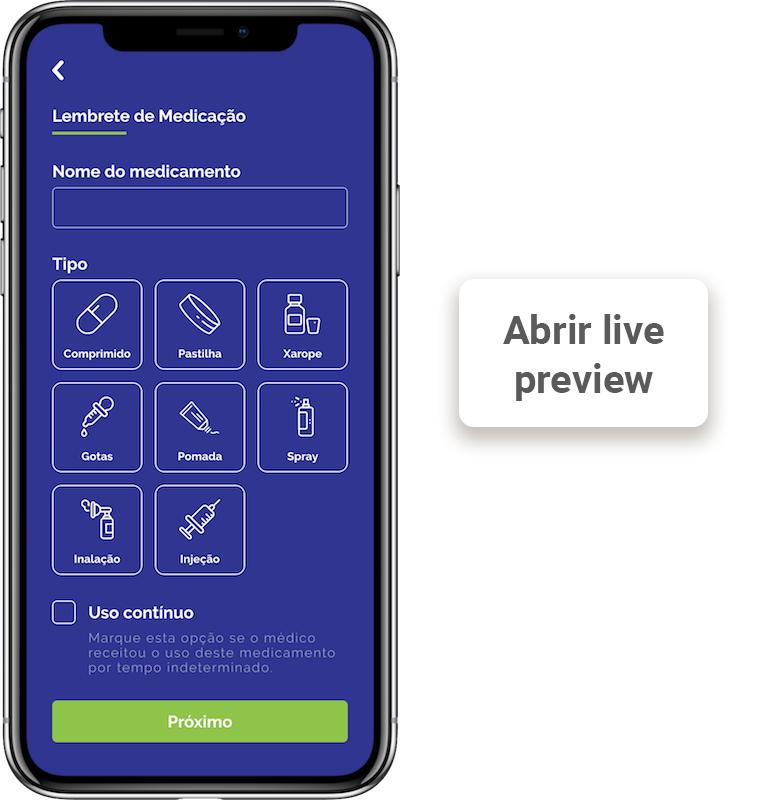 Lembrete de Medicação
Nome do medicamento
Tipo
Comprimido
Pastilha
Xarope
Gotas
Pomada
Spray
Inalação
Injeção
Uso contínuo
Marque esta opção se o médico
receitou o uso deste medicamento
por tempo indeterminado.
Próximo
Abrir live
preview